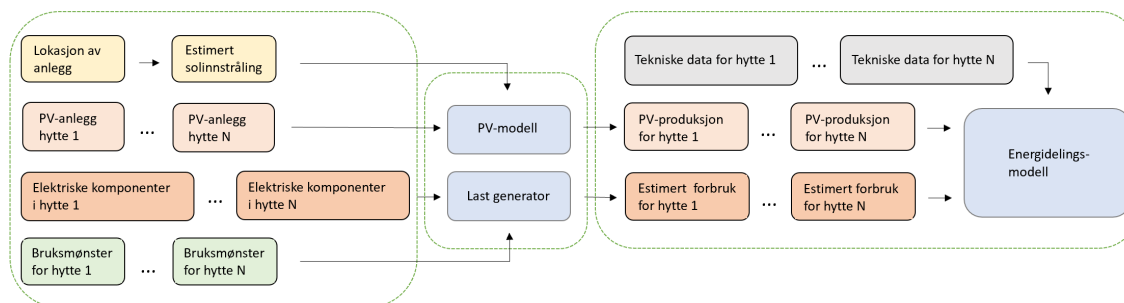 Lokasjon av
anlegg
Estimert
solinnstråling
PV-anlegg
hytte 1
...
PV-anlegg
hytte N
Elektriske komponenter
i hytte 1
...
Elektriske komponenter
i hytte N
Bruksmønster
for hytte 1
...
Bruksmønster
for hytte N
PV-modell
Last generator
Tekniske data for hytte 1
...
Tekniske data for hytte N
PV-produksjon
for hytte 1
...
PV-produksjon
for hytte N
Estimert forbruk
for hytte 1
...
Estimert forbruk
for hytte N
Energidelings-
modell